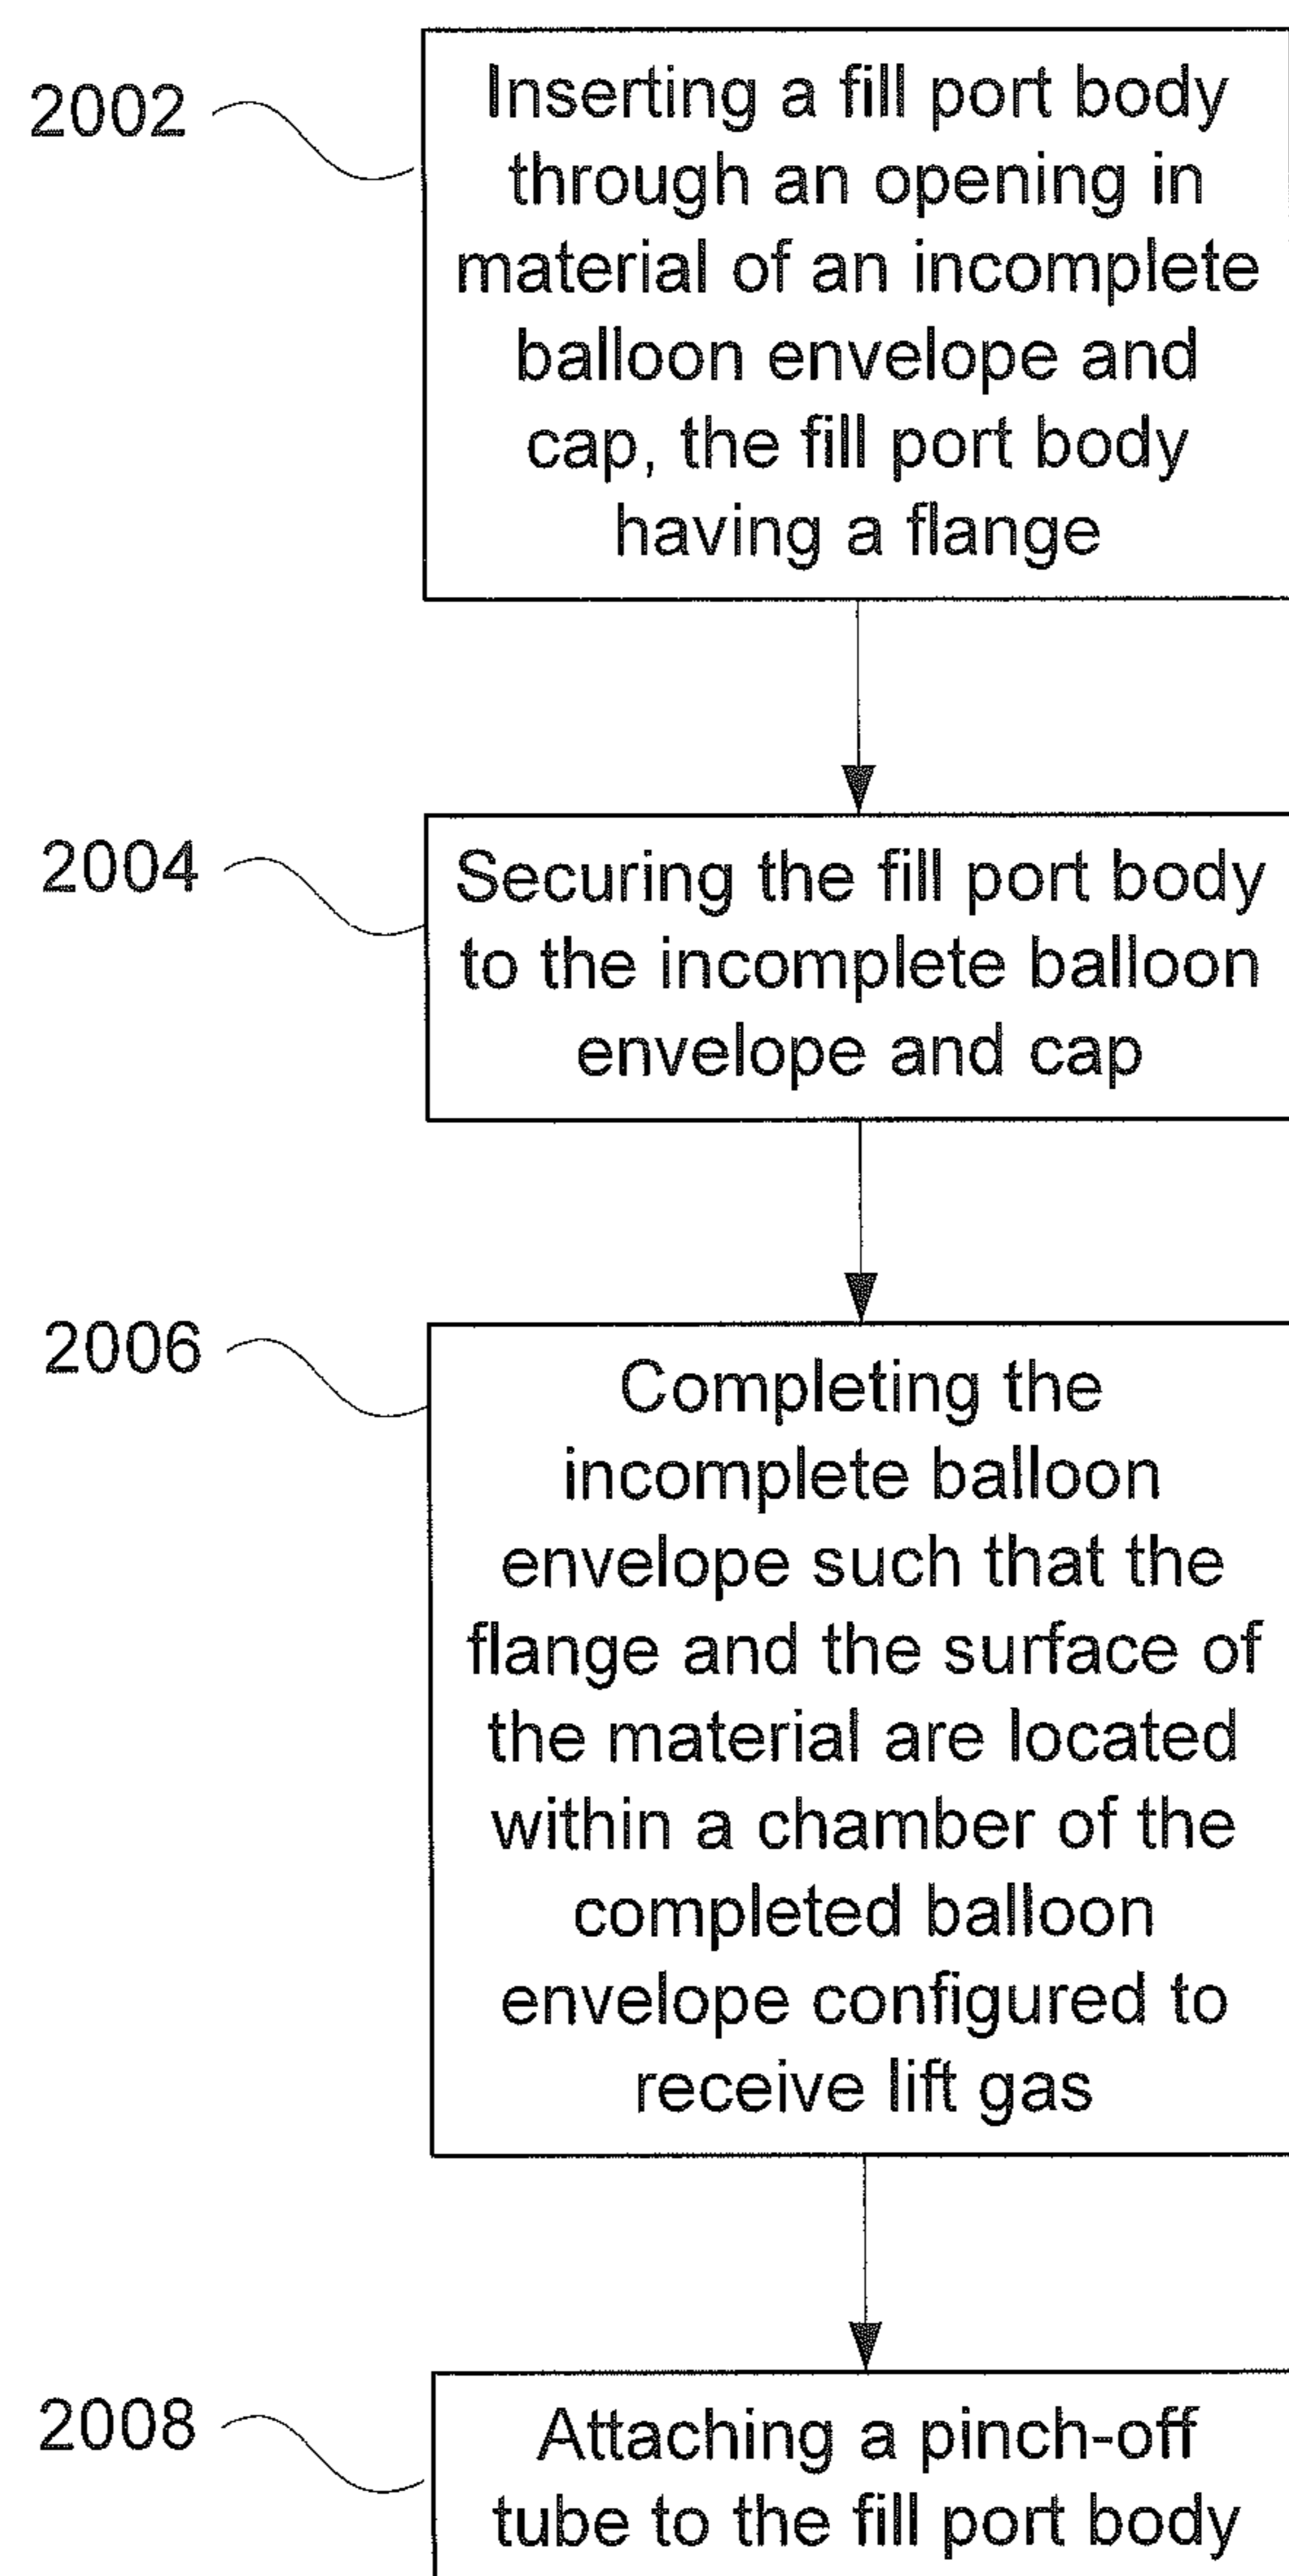 2002
Inserting a fill port body
through an opening in
material of an incomplete
balloon envelope and
cap, the fill port body
having a flange
2004
Securing the fill port body
to the incomplete balloon
envelope and cap
2006
Completing the
incomplete balloon
envelope such that the
flange and the surface of
the material are located
within a chamber of the
completed balloon
envelope configured to
receive lift gas
2008
Attaching a pinch-off
tube to the fill port body